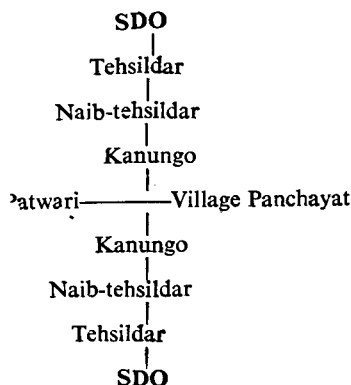 SDO
Tehsildar
Naib-tehsildar
Kanungo
Patwari Village Panchayat
Kanungo
Naib-tehsildar
Tehsildar
SDO